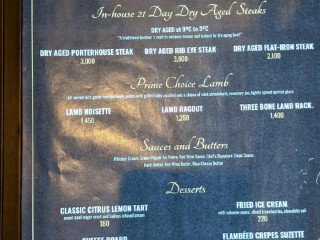 In-house 21 Day Dry Aged Steaks
DRY AGED at 0ºC to 3ºC
DRY AGED PORTERHOUSE STEAK
3,000
DRY AGED RIB EYE STEAK
3,800
DRY AGED FLAT-IRON STEAK
2,100
Prime Choice Lamb
LAMB NOISETTE
1,450
LAMB RAGOUT
1,250
THREE BONE LAMB RACK,
1,400
Sauces and Butters
Desserts
CLASSIC CITRUS LEMON TART
180
FRIED ICE CREAM
220
CHEESE BOARD
FLAMBÉED CREPES SUZETTE